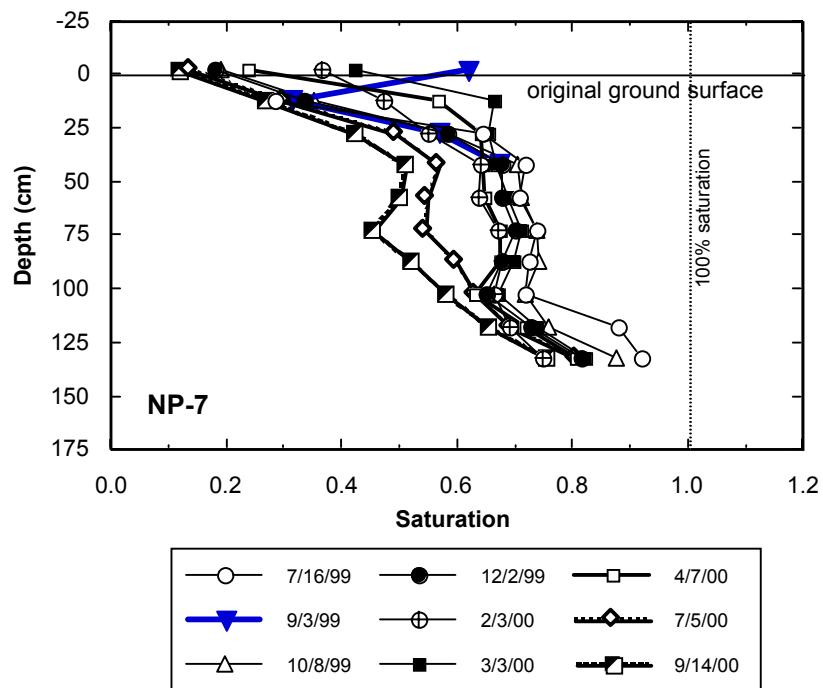 -25
0
25
50
75
100
125
150
175
Depth (cm)
original ground surface
100% saturation
NP-7
0.0 0.2 0.4 0.6 0.8 1.0 1.2
Saturation
7/16/99 12/2/99 4/7/00
9/3/99 2/3/00 7/5/00
10/8/99 3/3/00 9/14/00